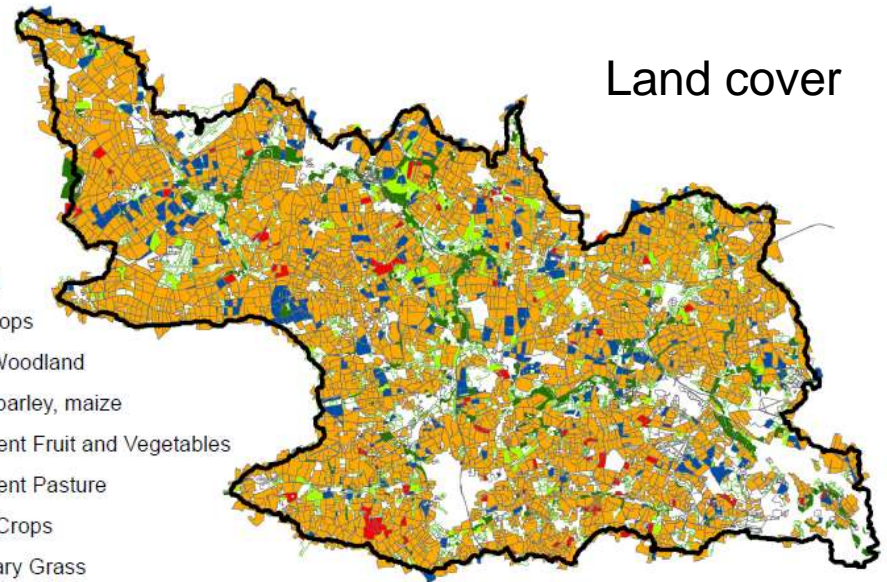 Land cover
ops
Woodland
barley, maize
ent Fruit and Vegetables
ent Pasture
Crops
ary Grass